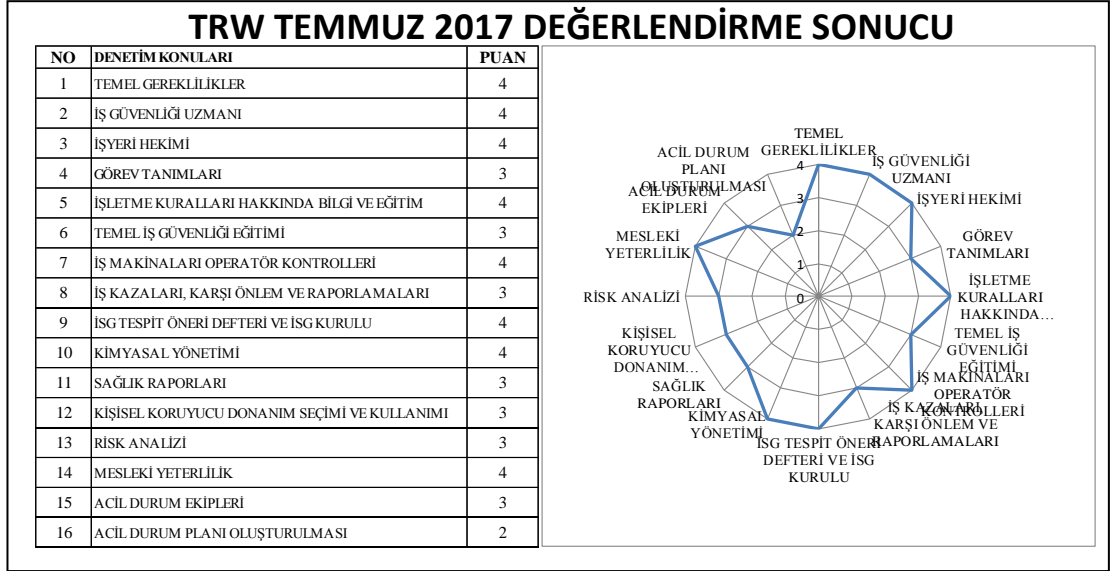 TRW TEMMUZ 2017 DEĞERLENDİRME SONUCU
NO DENETİM KONULARI PUAN
1 TEMEL GEREKLİLİKLER 4
2 İŞ GÜVENLİĞİ UZMANI 4
3 İŞYERİ HEKİMİ 4
4 GÖREV TANIMLARI 3
5 İŞLETME KURALLARI HAKKINDA BİLGİ VE EĞİTİM 4
6 TEMEL İŞ GÜVENLİĞİ EĞİTİMİ 3
7 İŞ MAKİNALARI OPERATÖR KONTROLLERİ 4
8 İŞ KAZALARI, KARŞI ÖNLEM VE RAPORLAMALARI 3
9 ISG TESPİT ÖNERİ DEFTERİ VE İSG KURULU 4
10 KİMYASAL YÖNETİMİ 4
11 SAĞLIK RAPORLARI 3
12 KİŞİSEL KORUYUCU DONANIM SEÇİMİ VE KULLANIMI 3
13 RİSK ANALİZİ 3
14 MESLEKİ YETERLİLİK 4
15 ACİL DURUM EKİPLERİ 3
16 ACİL DURUM PLANI OLUŞTURULMASI 2
TEMEL
GEREKLİLİKLER
İŞ GÜVENLİĞİ
UZMANI
İŞYERİ HEKİMİ
GÖREV
TANIMLARI
İŞLETME
KURALLARI
HAKKINDA…
TEMEL İŞ
GÜVENLİĞİ
EĞİTİMİ
İŞ MAKİNALARI
OPERATÖR
KONTROLLERİ
İŞ KAZALARI,
KARŞI ÖNLEM VE
RAPORLAMALARI
ISG TESPİT ÖNERİ
DEFTERİ VE İSG
KURULU
KİMYASAL
YÖNETİMİ
SAĞLIK
RAPORLARI
KİŞİSEL
KORUYUCU
DONANIM…
RİSK ANALİZİ
MESLEKİ
YETERLİLİK
ACİL DURUM
EKİPLERİ
ACİL DURUM
PLANI
OLUŞTURULMASI
4
3
2
1
0